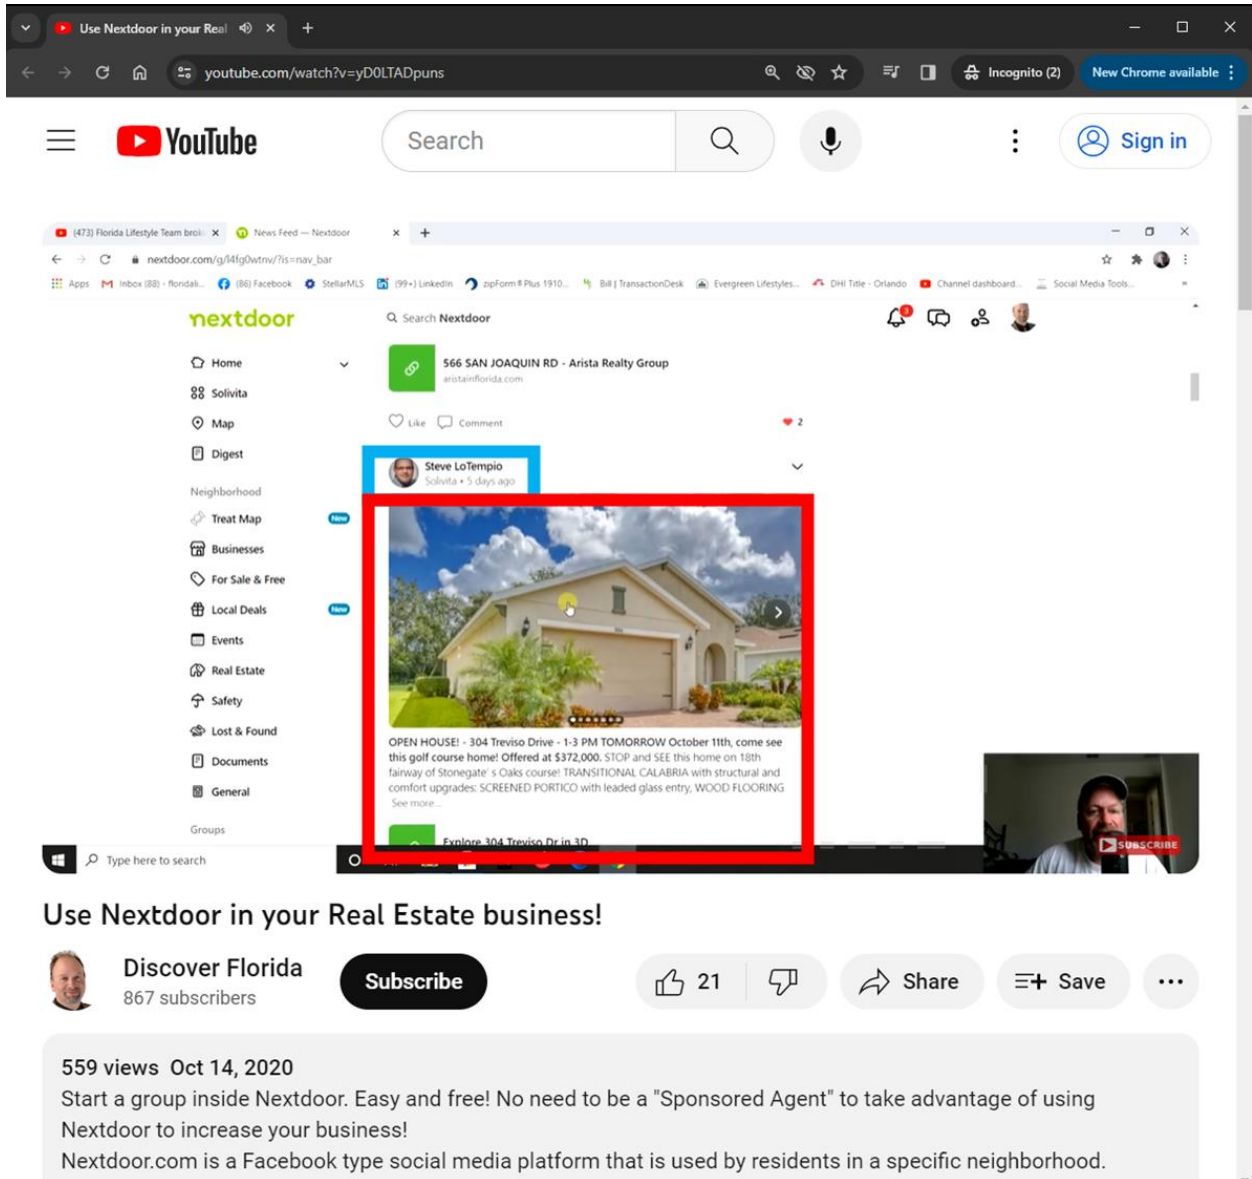 Use Nextdoor in your Real
youtube.com/watch?v=yD0LTADpuns
Incognito (2)
New Chrome available
YouTube
Search
Sign in
(473) Florida Lifestyle Team brok
News Feed — Nextdoor
nextdoor.com/g/l4fg0wtnv/?is=nav_bar
Apps
Inbox (88) - floridali...
(86) Facebook
StellarMLS
(99+) LinkedIn
zipForm® Plus 1910...
Bill | TransactionDesk
Evergreen Lifestyles...
DHI Title - Orlando
Channel dashboard...
Social Media Tools...
nextdoor
Search Nextdoor
3
Home
Solivita
Map
Digest
Neighborhood
Treat Map New
Businesses
For Sale & Free
Local Deals New
Events
Real Estate
Safety
Lost & Found
Documents
General
Groups
566 SAN JOAQUIN RD - Arista Realty Group
aristainflorida.com
Like Comment 2
Steve LoTempio
Solivita • 5 days ago
OPEN HOUSE! - 304 Treviso Drive - 1-3 PM TOMORROW October 11th, come see
this golf course home! Offered at $372,000. STOP and SEE this home on 18th
fairway of Stonegate' s Oaks course! TRANSITIONAL CALABRIA with structural and
comfort upgrades: SCREENED PORTICO with leaded glass entry, WOOD FLOORING
See more...
Explore 304 Treviso Dr in 3D
SUBSCRIBE
Type here to search
Use Nextdoor in your Real Estate business!
Discover Florida
867 subscribers
Subscribe
21
Share
Save
559 views Oct 14, 2020
Start a group inside Nextdoor. Easy and free! No need to be a "Sponsored Agent" to take advantage of using
Nextdoor to increase your business!
Nextdoor.com is a Facebook type social media platform that is used by residents in a specific neighborhood.